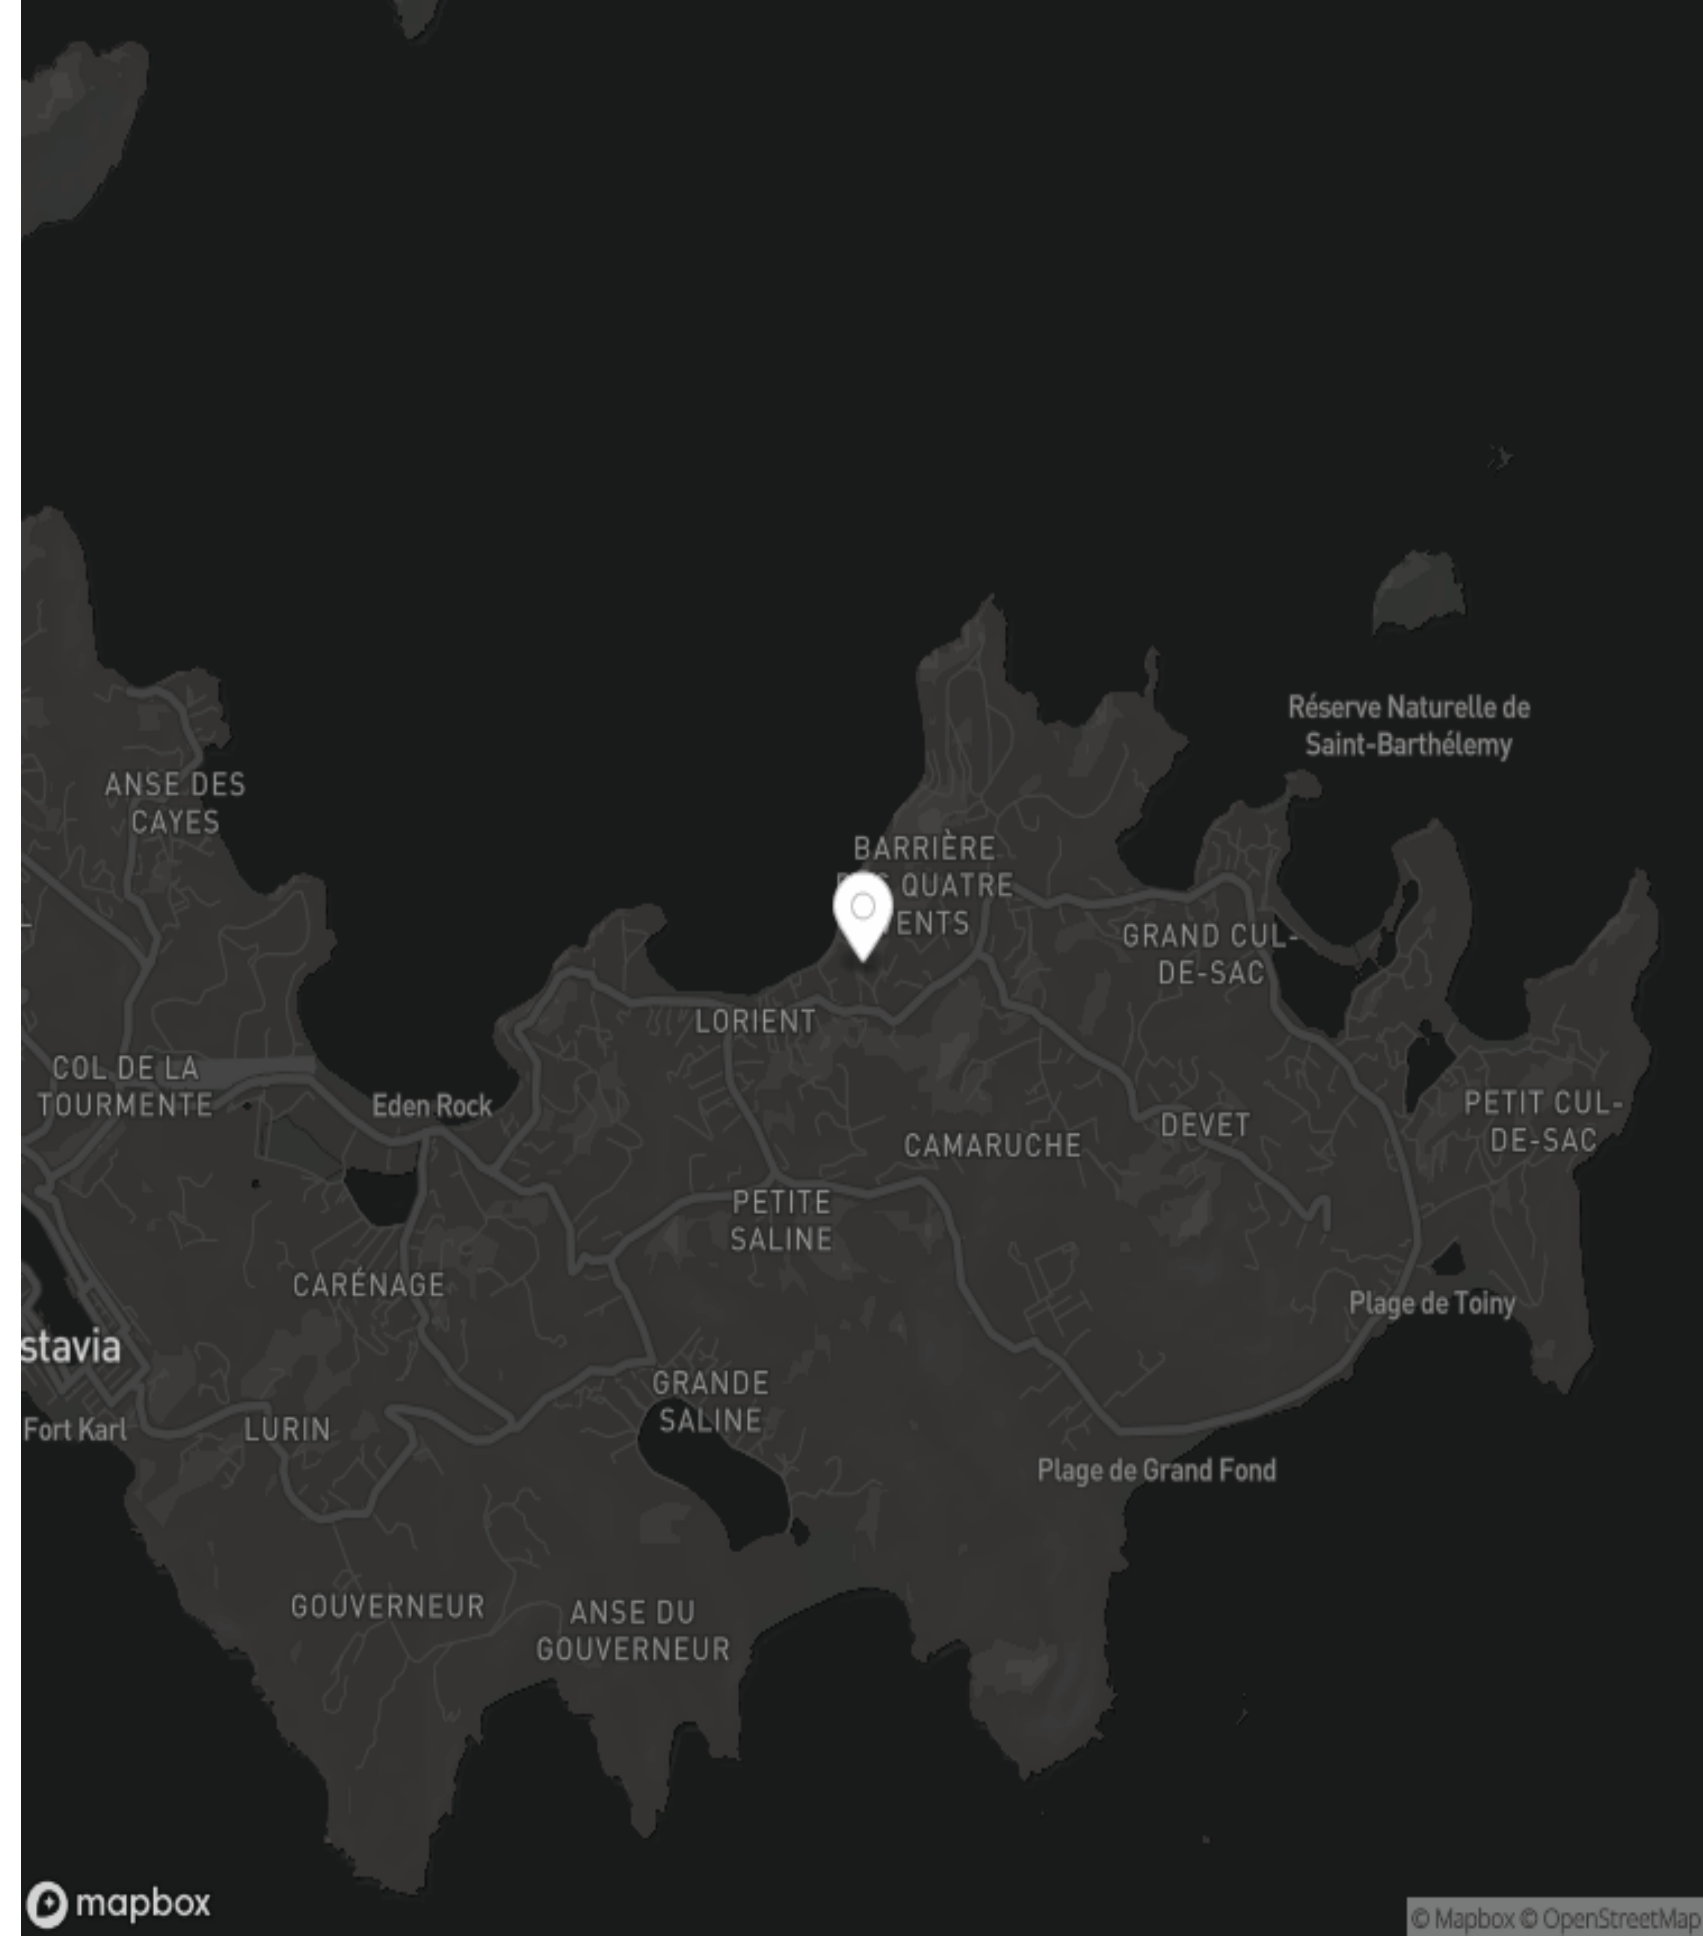 Réserve Naturelle de
Saint-Barthélemy
ANSE DES
CAYES
BARRIÈRE
QUATRE
ENTS
GRAND CUL-
DE-SAC
LORIENT
COL DE LA
TOURMENTE
Eden Rock
PETIT CUL-
DE-SAC
DEVET
CAMARUCHE
PETITE
SALINE
CARÉNAGE
Plage de Toiny
stavia
GRANDE
SALINE
Fort Karl
LURIN
Plage de Grand Fond
GOUVERNEUR
ANSE DU
GOUVERNEUR
mapbox
© Mapbox © OpenStreetMap